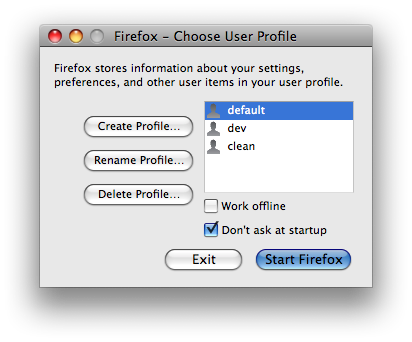 Firefox – Choose User Profile
Firefox stores information about your settings,
preferences, and other user items in your user profile.
Create Profile...
Rename Profile...
Delete Profile...
default
dev
clean
Work offline
Don't ask at startup
Exit
Start Firefox